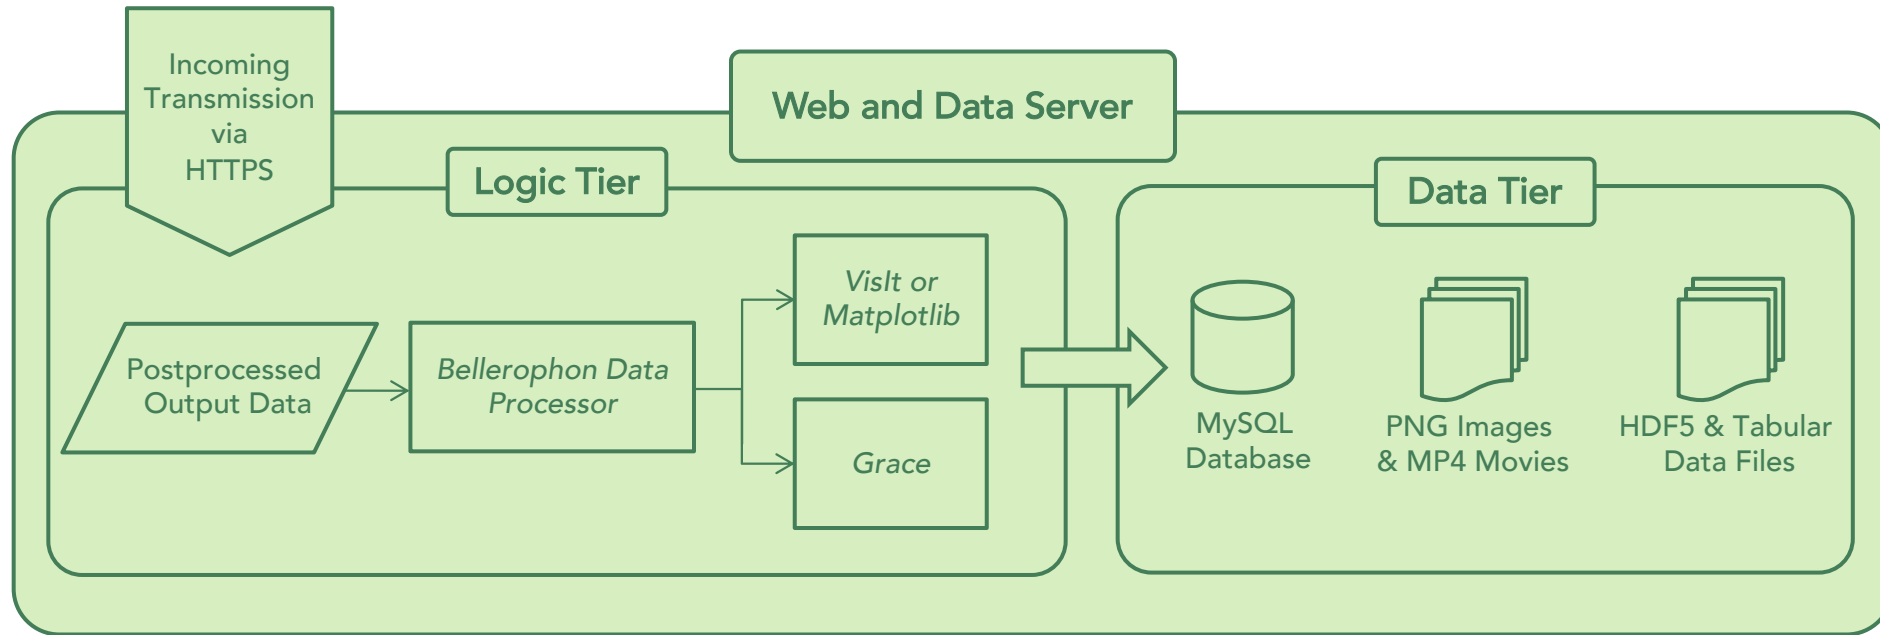 Incoming
Transmission
via
HTTPS
Web and Data Server
Logic Tier
Data Tier
Postprocessed
Output Data
Bellerophon Data
Processor
VisIt or
Matplotlib
Grace
MySQL
Database
PNG Images
& MP4 Movies
HDF5 & Tabular
Data Files